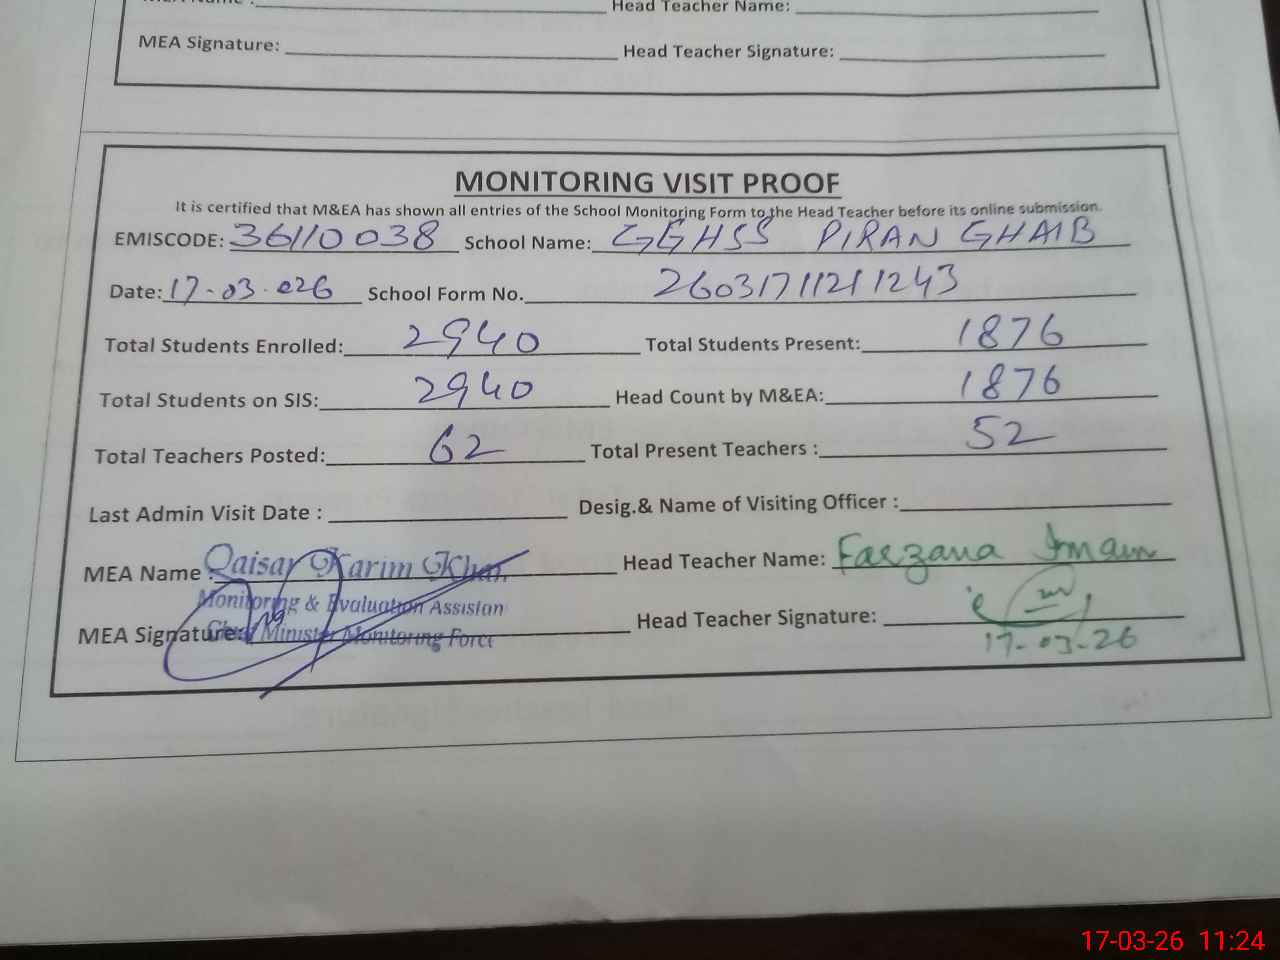 Head Teacher Name:
MEA Signature: Head Teacher Signature:
MONITORING VISIT PROOF
It is certified that M&EA has shown all entries of the School Monitoring Form to the Head Teacher before its online submission.
EMISCODE: 36110038 School Name: GGHSS PIRAN GHAIB
Date: 17-03-026 School Form No. 26031711211243
Total Students Enrolled: 2940 Total Students Present: 1876
Total Students on SIS: 2940 Head Count by M&EA: 1876
Total Teachers Posted: 62 Total Present Teachers : 52
Last Admin Visit Date : Desig.& Name of Visiting Officer :
MEA Name : Qaisar Karim Khan Head Teacher Name: Farzana Imam
Monitoring & Evaluation Assistan
MEA Signature: Chief Minister Monitoring Force Head Teacher Signature:
17-03-26
17-03-26 11:24